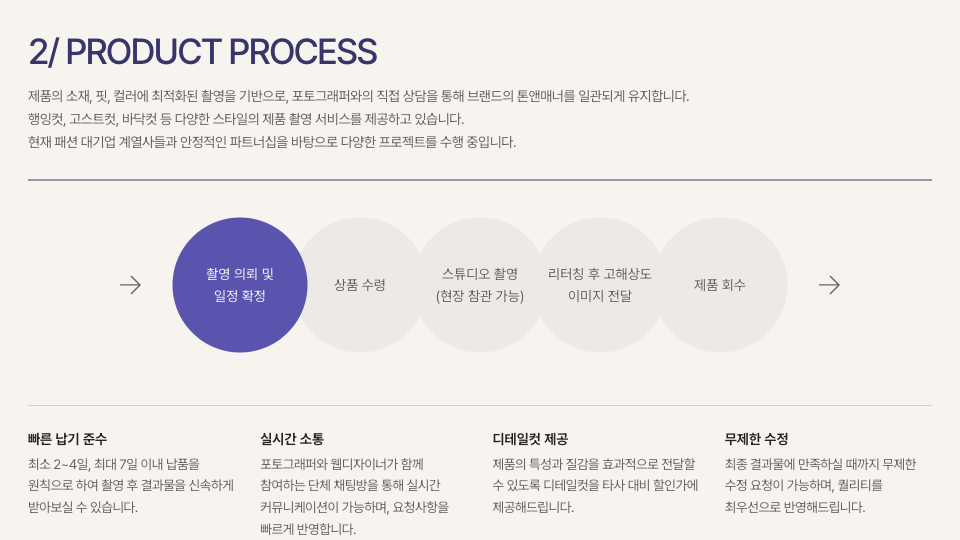 2/ PRODUCT PROCESS
제품의 소재, 핏, 컬러에 최적화된 촬영을 기반으로, 포토그래퍼와의 직접 상담을 통해 브랜드의 톤앤매너를 일관되게 유지합니다.
행잉컷, 고스트컷, 바닥컷 등 다양한 스타일의 제품 촬영 서비스를 제공하고 있습니다.
현재 패션 대기업 계열사들과 안정적인 파트너십을 바탕으로 다양한 프로젝트를 수행 중입니다.
촬영 의뢰 및
일정 확정
상품 수령
스튜디오 촬영
(현장 참관 가능)
리터칭 후 고해상도
이미지 전달
제품 회수
빠른 납기 준수
최소 2~4일, 최대 7일 이내 납품을
원칙으로 하여 촬영 후 결과물을 신속하게
받아보실 수 있습니다.
실시간 소통
포토그래퍼와 웹디자이너가 함께
참여하는 단체 채팅방을 통해 실시간
커뮤니케이션이 가능하며, 요청사항을
빠르게 반영합니다.
디테일컷 제공
제품의 특성과 질감을 효과적으로 전달할
수 있도록 디테일컷을 타사 대비 할인가에
제공해드립니다.
무제한 수정
최종 결과물에 만족하실 때까지 무제한
수정 요청이 가능하며, 퀄리티를
최우선으로 반영해드립니다.